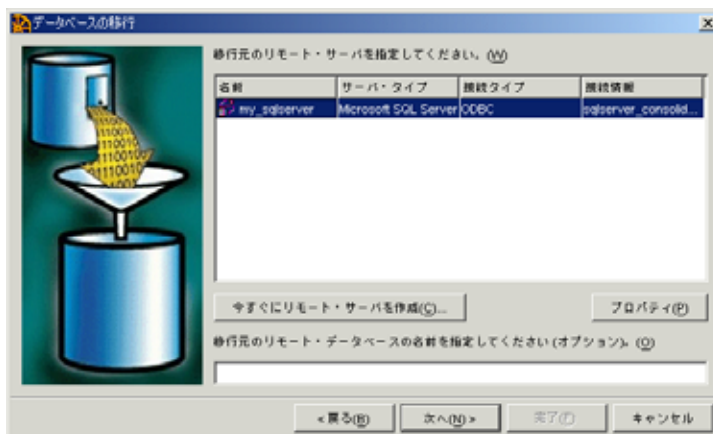 データベースの移行
移行元のリモート・サーバを指定してください。(W)
名前 サーバ・タイプ 接続タイプ 接続情報
my_sqlserver Microsoft SQL Server ODBC sqlserver_consolid...
今すぐにリモート・サーバを作成(C)... プロパティ(P)
移行元のリモート・データベースの名前を指定してください(オプション)。(O)
<戻る(B) 次へ(N)> 完了(F) キャンセル